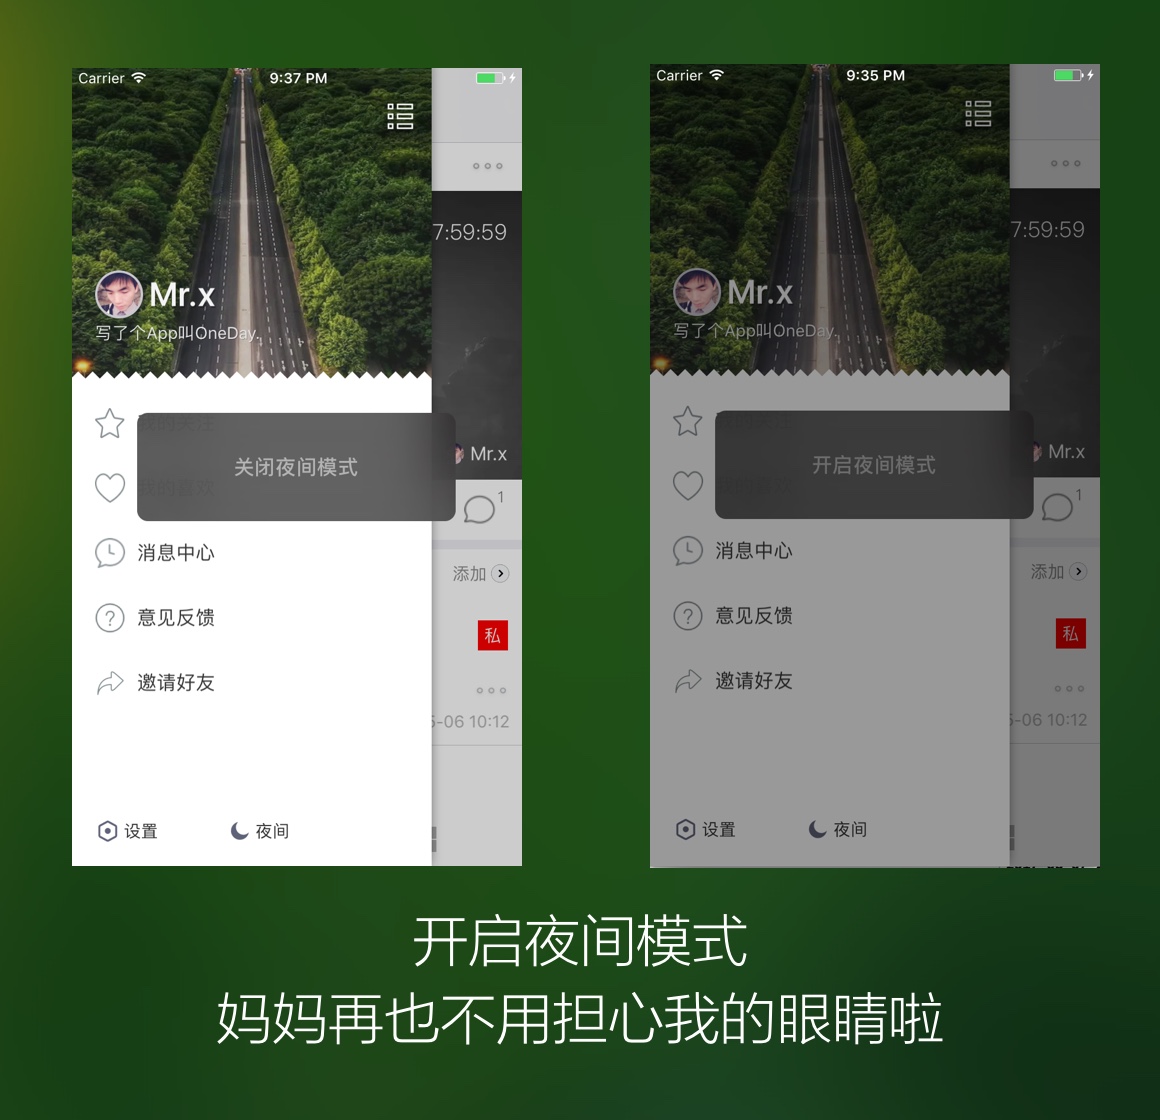 Carrier 9:37 PM
7:59:59
Mr.x
写了个App叫OneDay.
我的关注
关闭夜间模式
Mr.x
我的喜欢
1
消息中心
添加
意见反馈
私
邀请好友
5-06 10:12
设置 夜间
Carrier 9:35 PM
7:59:59
Mr.x
写了个App叫OneDay.
开启夜间模式
Mr.x
1
消息中心
添加
意见反馈
私
邀请好友
5-06 10:12
设置 夜间
开启夜间模式
妈妈再也不用担心我的眼睛啦